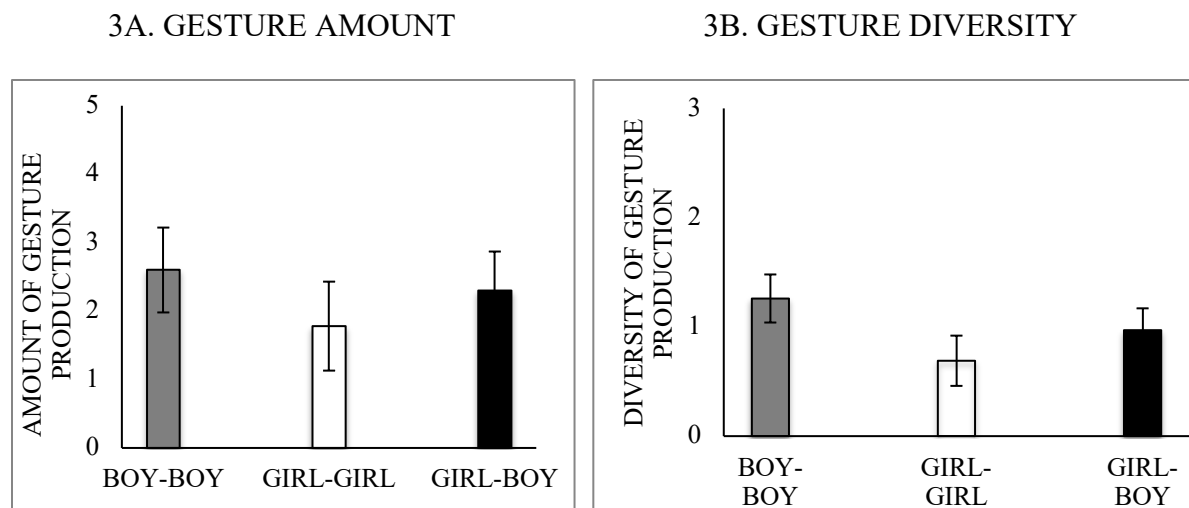 3A. GESTURE AMOUNT
AMOUNT OF GESTURE
PRODUCTION
5
4
3
2
1
0
BOY-BOY GIRL-GIRL GIRL-BOY
3B. GESTURE DIVERSITY
DIVERSITY OF GESTURE
PRODUCTION
3
2
1
0
BOY-
BOY
GIRL-
GIRL
GIRL-
BOY